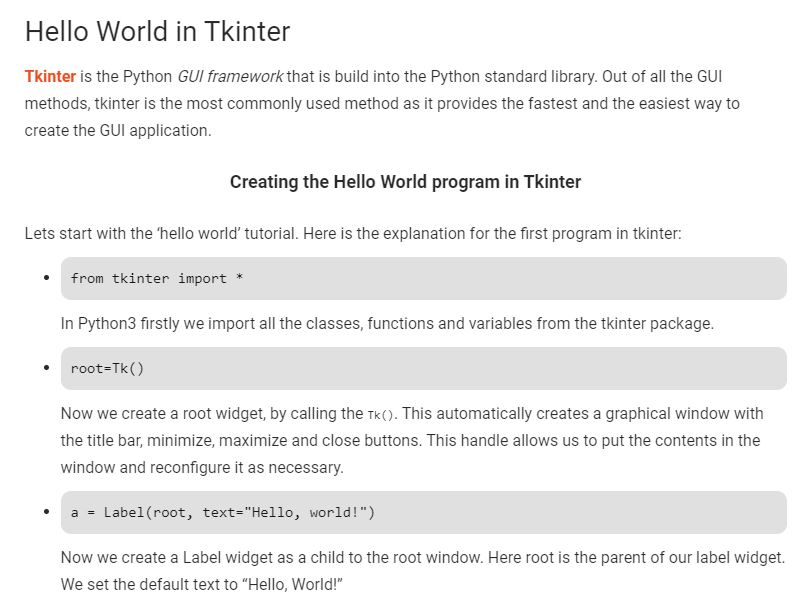 Hello World in Tkinter
Tkinter is the Python GUI framework that is build into the Python standard library. Out of all the GUI
methods, tkinter is the most commonly used method as it provides the fastest and the easiest way to
create the GUI application.
Creating the Hello World program in Tkinter
Lets start with the ‘hello world’ tutorial. Here is the explanation for the first program in tkinter:
• from tkinter import *
In Python3 firstly we import all the classes, functions and variables from the tkinter package.
• root=Tk()
Now we create a root widget, by calling the Tk(). This automatically creates a graphical window with
the title bar, minimize, maximize and close buttons. This handle allows us to put the contents in the
window and reconfigure it as necessary.
• a = Label(root, text="Hello, world!")
Now we create a Label widget as a child to the root window. Here root is the parent of our label widget.
We set the default text to “Hello, World!”